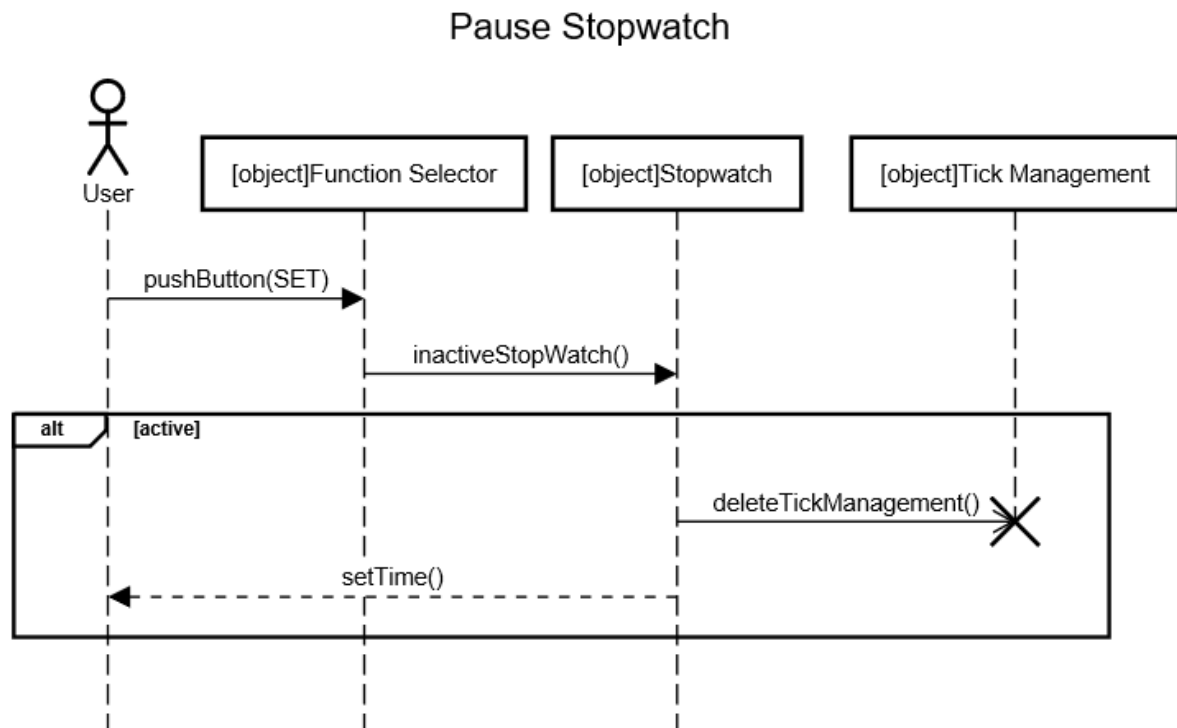 Pause Stopwatch
User
[object]Function Selector
[object]Stopwatch
[object]Tick Management
pushButton(SET)
inactiveStopWatch()
alt
[active]
deleteTickManagement()
setTime()